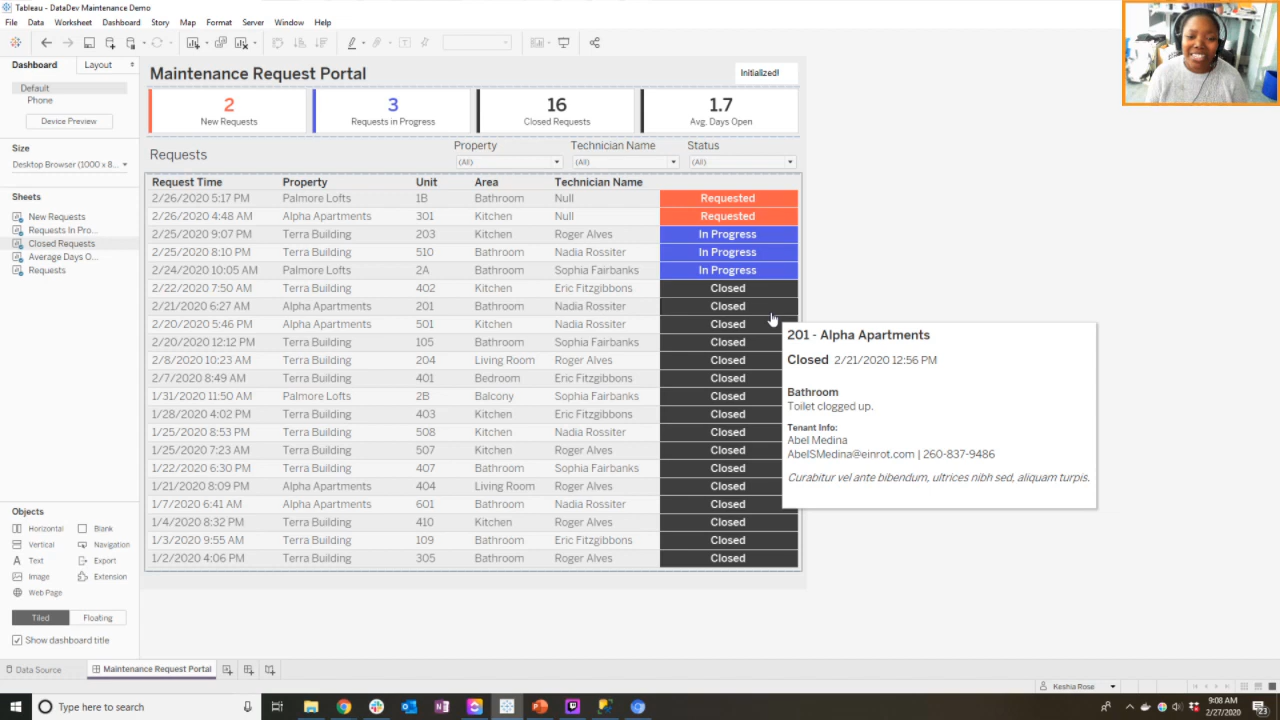 Tableau - DataDev Maintenance Demo
File Data Worksheet Dashboard Story Map Format Server Window Help
Dashboard Layout
Default
Phone
Device Preview
Size
Desktop Browser (1000 x 8...
Sheets
New Requests
Requests In Pro...
Closed Requests
Average Days O...
Requests
Objects
Horizontal Blank
Vertical Navigation
Text Export
Image Extension
Web Page
Tiled Floating
Show dashboard title
Maintenance Request Portal
Initialized!
2 3 16 1.7
New Requests Requests in Progress Closed Requests Avg. Days Open
Requests
Property Technician Name Status
(All) (All) (All)
Request Time Property Unit Area Technician Name
2/26/2020 5:17 PM Palmore Lofts 1B Bathroom Null Requested
2/26/2020 4:48 AM Alpha Apartments 301 Kitchen Null Requested
2/25/2020 9:07 PM Terra Building 203 Kitchen Roger Alves In Progress
2/25/2020 8:10 PM Terra Building 510 Bathroom Nadia Rossiter In Progress
2/24/2020 10:05 AM Palmore Lofts 2A Bathroom Sophia Fairbanks In Progress
2/22/2020 7:50 AM Terra Building 402 Kitchen Eric Fitzgibbons Closed
2/21/2020 6:27 AM Alpha Apartments 201 Bathroom Nadia Rossiter Closed
2/20/2020 5:46 PM Alpha Apartments 501 Kitchen Nadia Rossiter Closed
2/20/2020 12:12 PM Terra Building 105 Bathroom Sophia Fairbanks Closed
2/8/2020 10:23 AM Terra Building 204 Living Room Roger Alves Closed
2/7/2020 8:49 AM Terra Building 401 Bedroom Eric Fitzgibbons Closed
1/31/2020 11:50 AM Palmore Lofts 2B Balcony Sophia Fairbanks Closed
1/28/2020 4:02 PM Terra Building 403 Kitchen Eric Fitzgibbons Closed
1/25/2020 8:53 PM Terra Building 508 Kitchen Nadia Rossiter Closed
1/25/2020 7:23 AM Terra Building 507 Kitchen Roger Alves Closed
1/22/2020 6:30 PM Terra Building 407 Bathroom Sophia Fairbanks Closed
1/21/2020 8:09 PM Alpha Apartments 404 Living Room Roger Alves Closed
1/7/2020 6:41 AM Alpha Apartments 601 Bathroom Nadia Rossiter Closed
1/4/2020 8:32 PM Terra Building 410 Kitchen Roger Alves Closed
1/3/2020 9:55 AM Terra Building 109 Bathroom Eric Fitzgibbons Closed
1/2/2020 4:06 PM Terra Building 305 Bathroom Roger Alves Closed
201 - Alpha Apartments
Closed 2/21/2020 12:56 PM
Bathroom
Toilet clogged up.
Tenant Info:
Abel Medina
AbelSMedina@einrot.com | 260-837-9486
Curabitur vel ante bibendum, ultrices nibh sed, aliquam turpis.
Data Source Maintenance Request Portal
Keshia Rose
Type here to search
9:08 AM
2/27/2020
23